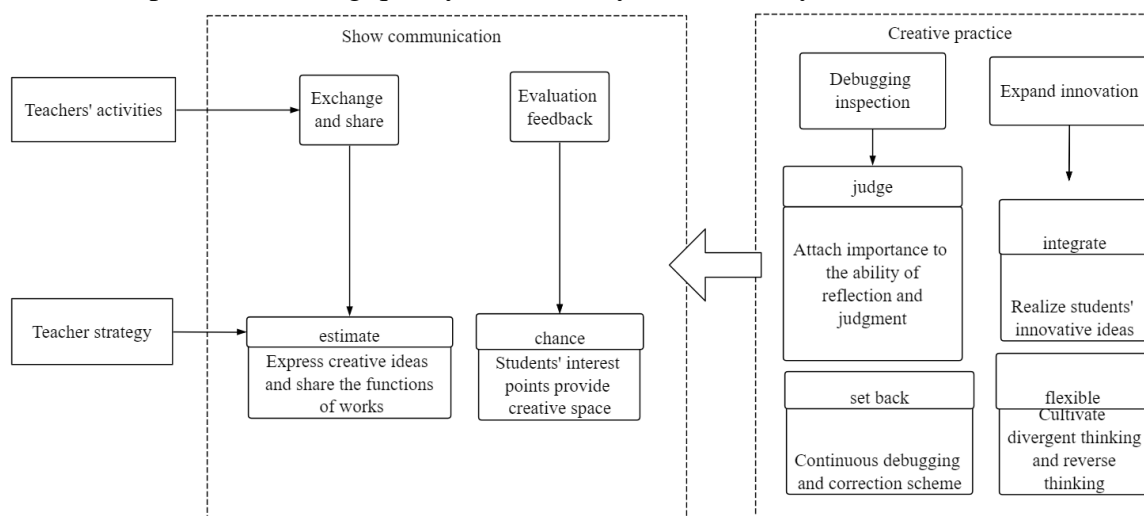 Show communication
Creative practice
Teachers' activities
Exchange
and share
Evaluation
feedback
Debugging
inspection
Expand innovation
judge
Attach importance to
the ability of
reflection and
judgment
integrate
Realize students'
innovative ideas
Teacher strategy
estimate
Express creative ideas
and share the functions
of works
chance
Students' interest
points provide
creative space
set back
Continuous debugging
and correction scheme
flexible
Cultivate
divergent thinking
and reverse
thinking